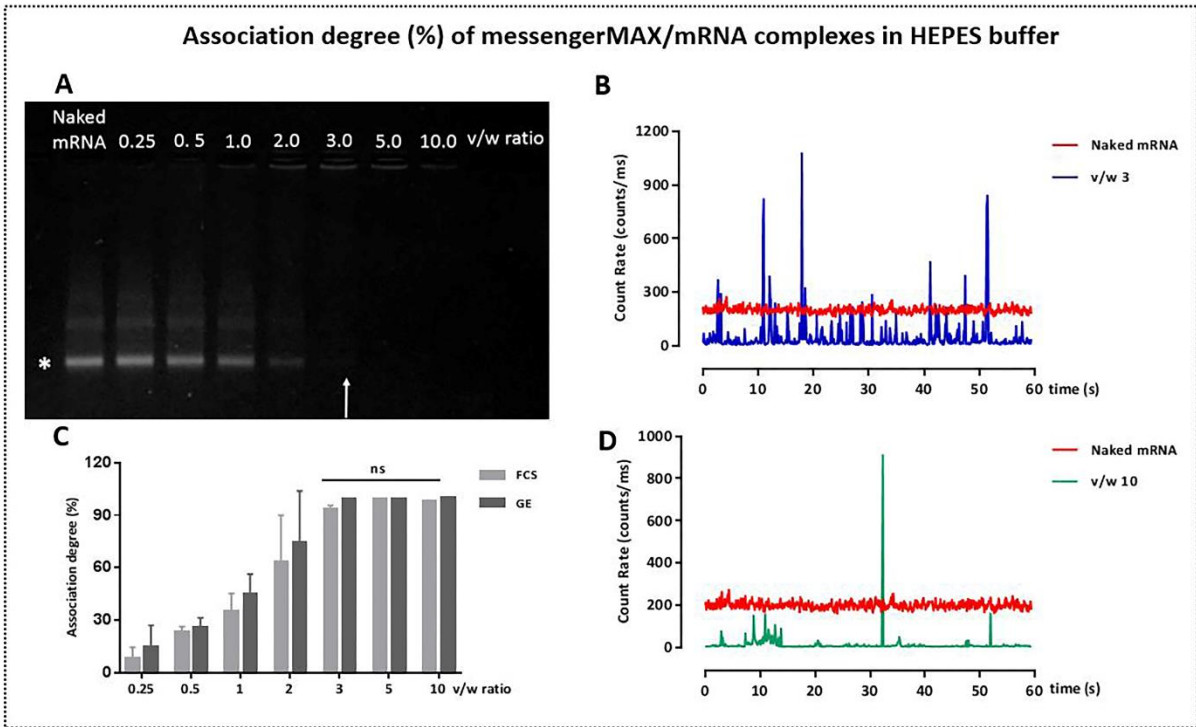 Association degree (%) of messengerMAX/mRNA complexes in HEPES buffer
A
Naked
mRNA 0.25 0. 5 1.0 2.0 3.0 5.0 10.0 v/w ratio
*
B
1200
900
600
300
0
Count Rate (counts/ms)
0 10 20 30 40 50 60 time (s)
Naked mRNA
v/w 3
C
120
90
60
30
0
Association degree (%)
ns
FCS
GE
0.25 0.5 1 2 3 5 10 v/w ratio
D
1000
800
600
400
200
0
Count Rate (counts/ms)
0 10 20 30 40 50 60 time (s)
Naked mRNA
v/w 10